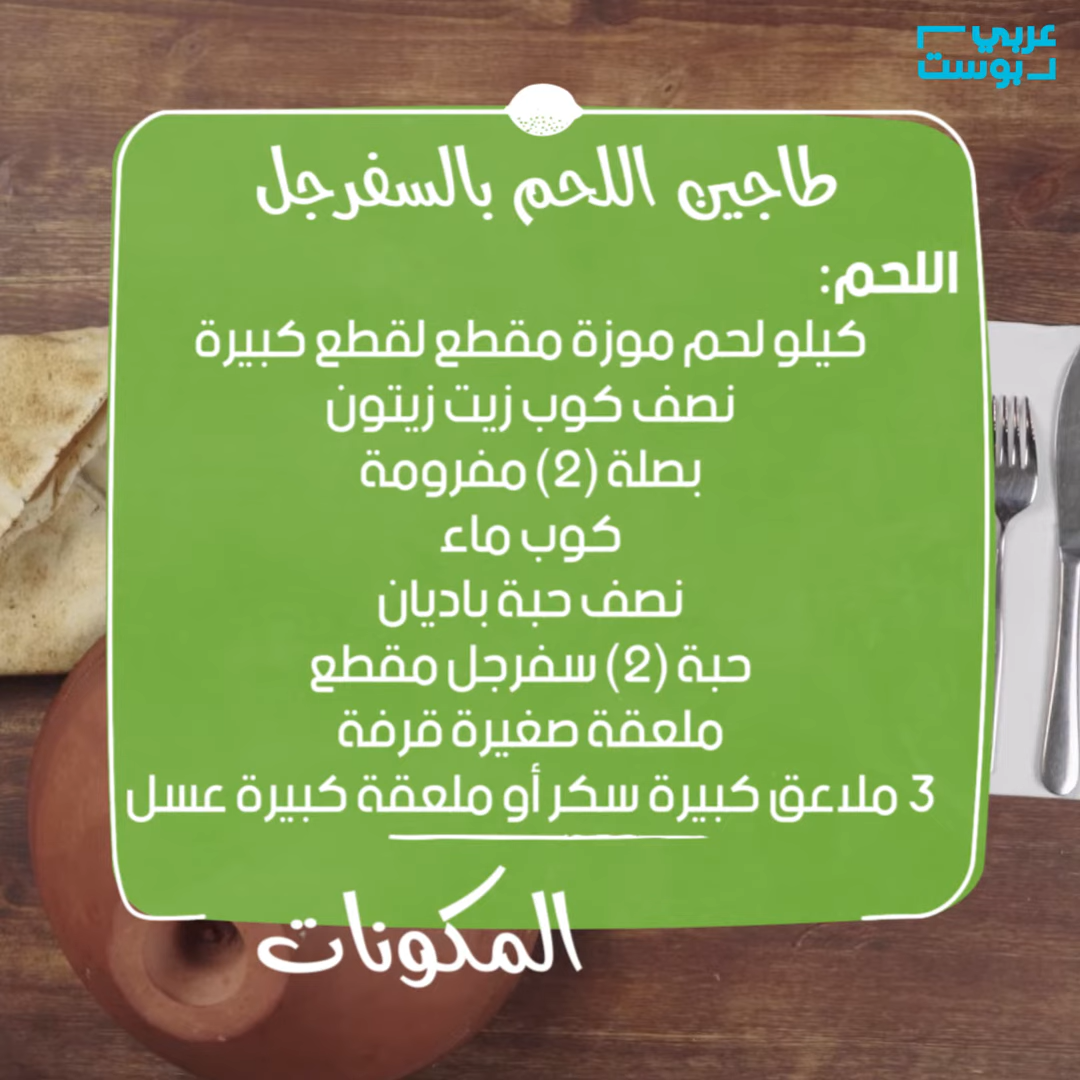 عربي
بوست
طاجين اللحم بالسفرجل
اللحم:
كيلو لحم موزة مقطع لقطع كبيرة
نصف كوب زيت زيتون
بصلة (2) مفرومة
كوب ماء
نصف حبة باديان
حبة (2) سفرجل مقطع
ملعقة صغيرة قرفة
3 ملاعق كبيرة سكر أو ملعقة كبيرة عسل
المكونات